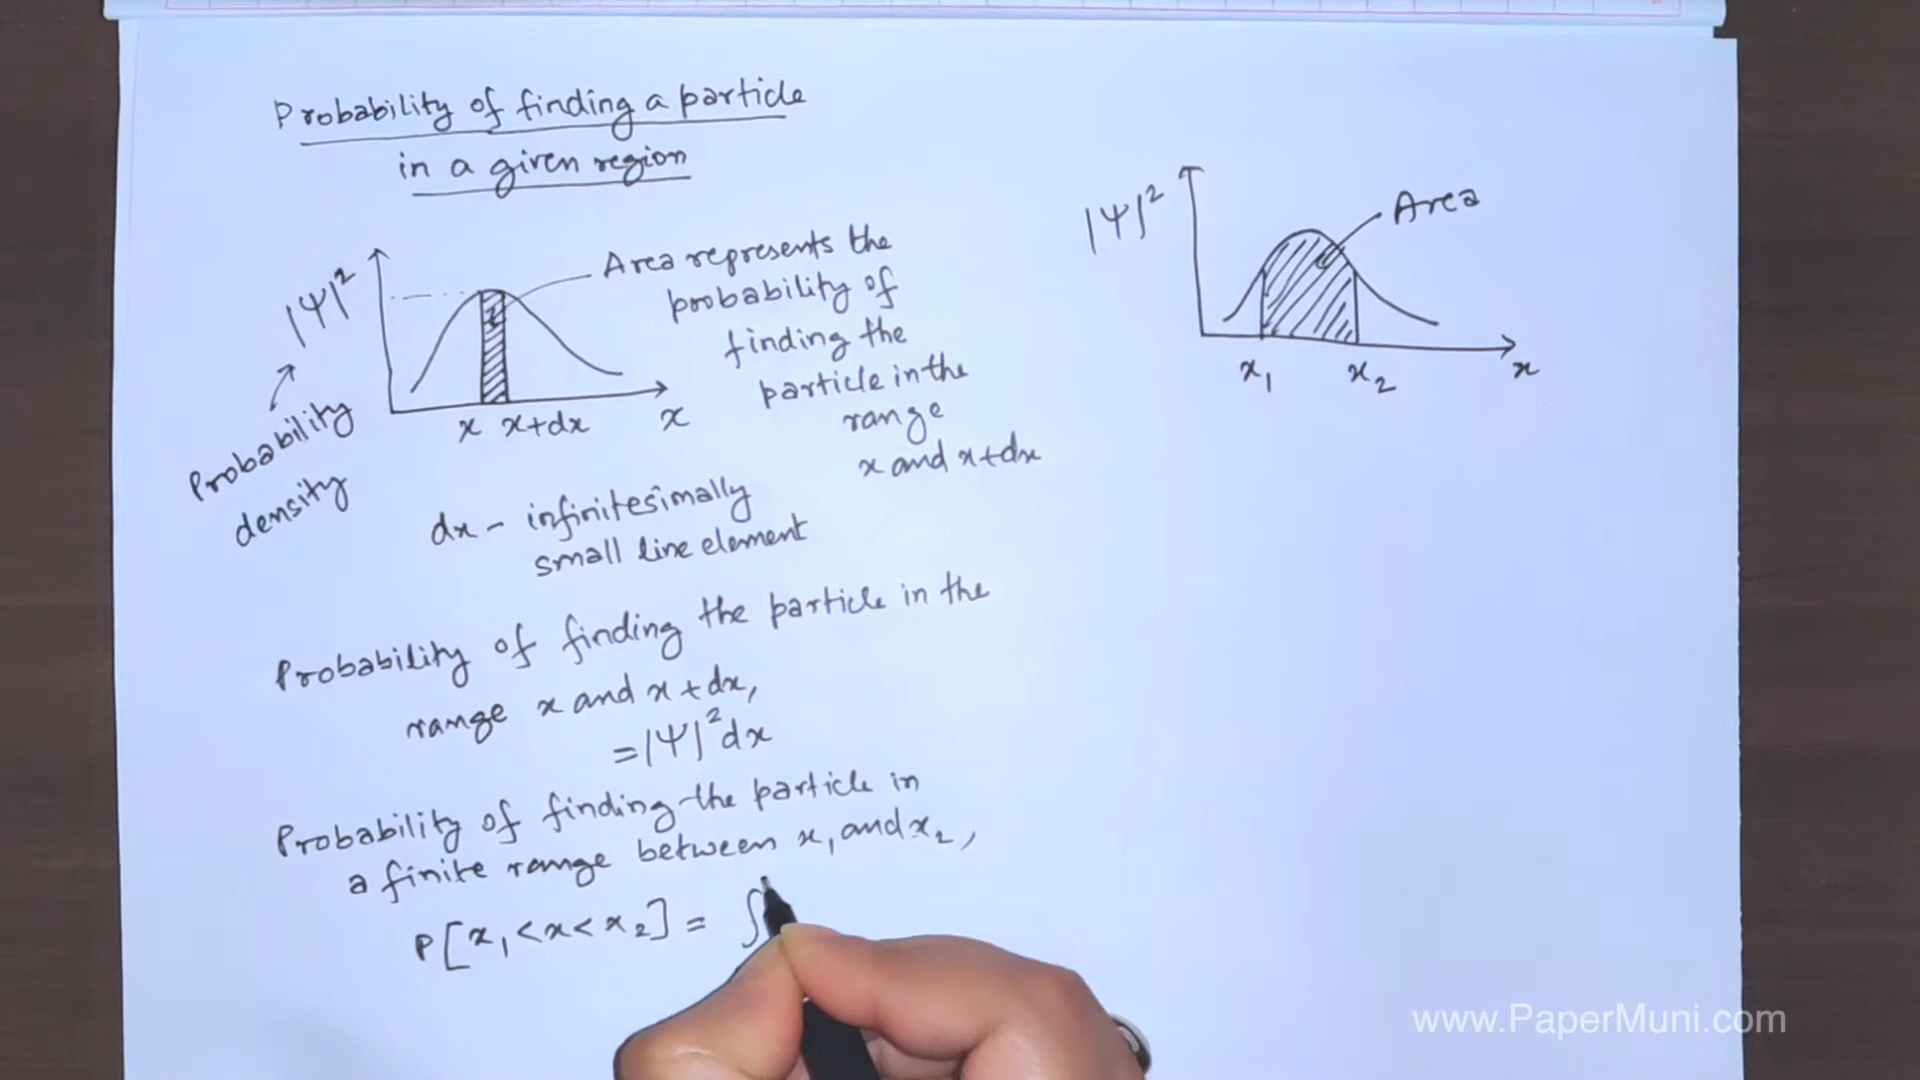 Probability of finding a particle
in a given region
|Ψ|²
Probability
density
x x+dx x
Area represents the
probability of
finding the
particle in the
range
x and x+dx
dx - infinitesimally
small line element
Probability of finding the particle in the
range x and x+dx,
=|Ψ|²dx
Probability of finding the particle in
a finite range between x₁ and x₂,
P[x₁<x<x₂] = ∫
|Ψ|²
Area
x₁ x₂ x
www.PaperMuni.com